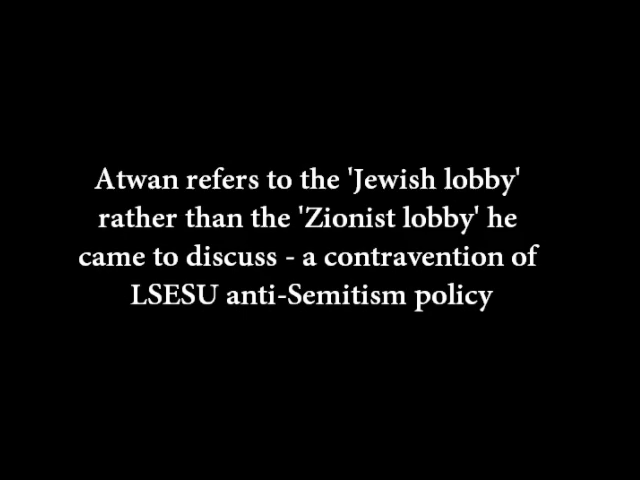 Atwan refers to the 'Jewish lobby'
rather than the 'Zionist lobby' he
came to discuss - a contravention of
LSESU anti-Semitism policy